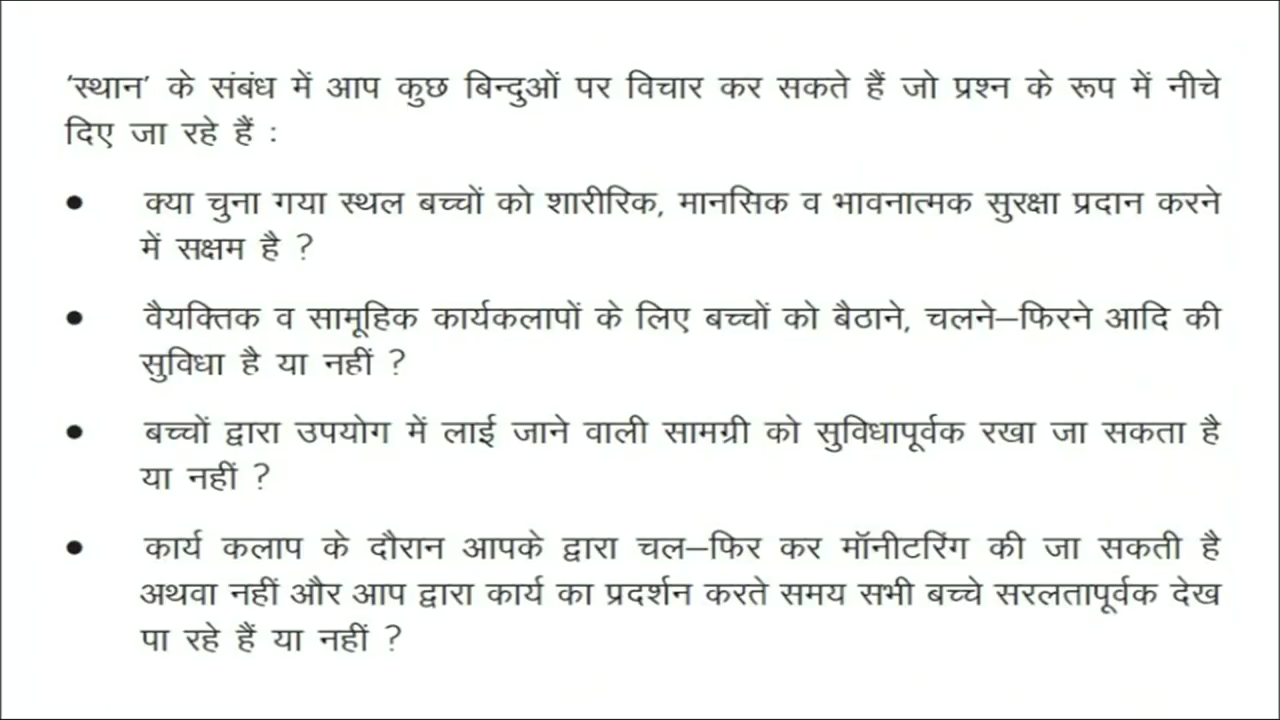 'स्थान' के संबंध में आप कुछ बिन्दुओं पर विचार कर सकते हैं जो प्रश्न के रूप में नीचे
दिए जा रहे हैं :
● क्या चुना गया स्थल बच्चों को शारीरिक, मानसिक व भावनात्मक सुरक्षा प्रदान करने
में सक्षम है ?
● वैयक्तिक व सामूहिक कार्यकलापों के लिए बच्चों को बैठाने, चलने–फिरने आदि की
सुविधा है या नहीं ?
● बच्चों द्वारा उपयोग में लाई जाने वाली सामग्री को सुविधापूर्वक रखा जा सकता है
या नहीं ?
● कार्य कलाप के दौरान आपके द्वारा चल–फिर कर मॉनीटरिंग की जा सकती है
अथवा नहीं और आप द्वारा कार्य का प्रदर्शन करते समय सभी बच्चे सरलतापूर्वक देख
पा रहे हैं या नहीं ?